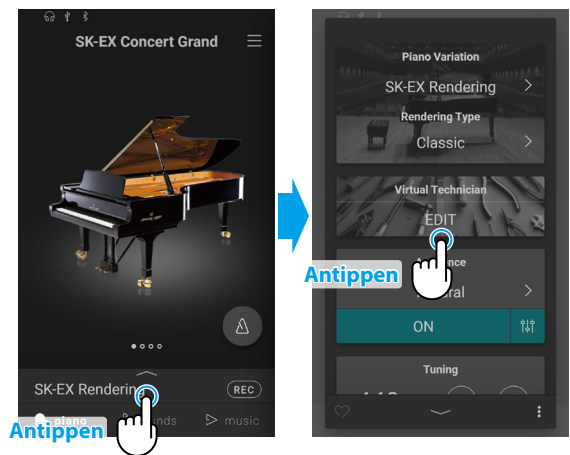 SK-EX Concert Grand
SK-EX Rendering
REC
piano
music
Antippen
Piano Variation
SK-EX Rendering
Rendering Type
Classic
Virtual Technician
EDIT
Antippen
ON
Tuning